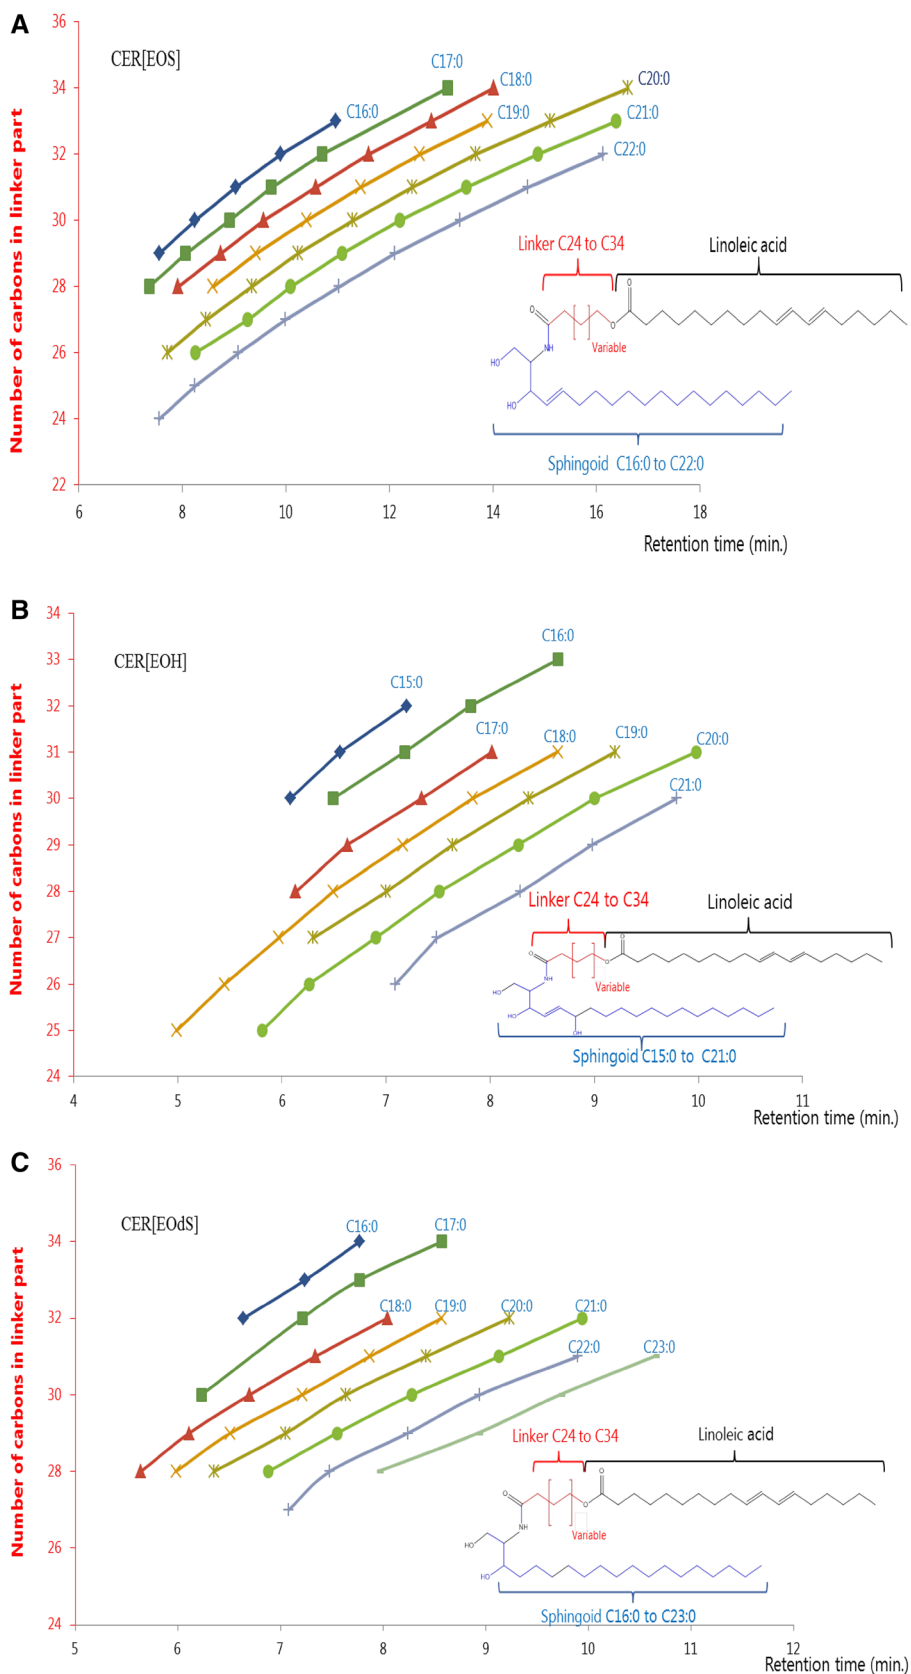 A
CER[EOS]
Number of carbons in linker part
36
34
32
30
28
26
24
22
C16:0
C17:0
C18:0
C19:0
C20:0
C21:0
C22:0
Linker C24 to C34
Linoleic acid
O
O
O
NH
Variable
HO
HO
Sphingoid C16:0 to C22:0
6 8 10 12 14 16 18
Retention time (min.)
B
CER[EOH]
Number of carbons in linker part
34
33
32
31
30
29
28
27
26
25
24
C15:0
C16:0
C17:0
C18:0
C19:0
C20:0
C21:0
Linker C24 to C34
Linoleic acid
O
O
O
NH
Variable
HO
HO
OH
Sphingoid C15:0 to C21:0
4 5 6 7 8 9 10 11
Retention time (min.)
C
CER[EOdS]
Number of carbons in linker part
36
34
32
30
28
26
24
C16:0
C17:0
C18:0
C19:0
C20:0
C21:0
C22:0
C23:0
Linker C24 to C34
Linoleic acid
O
O
O
NH
Variable
HO
HO
Sphingoid C16:0 to C23:0
5 6 7 8 9 10 11 12
Retention time (min.)